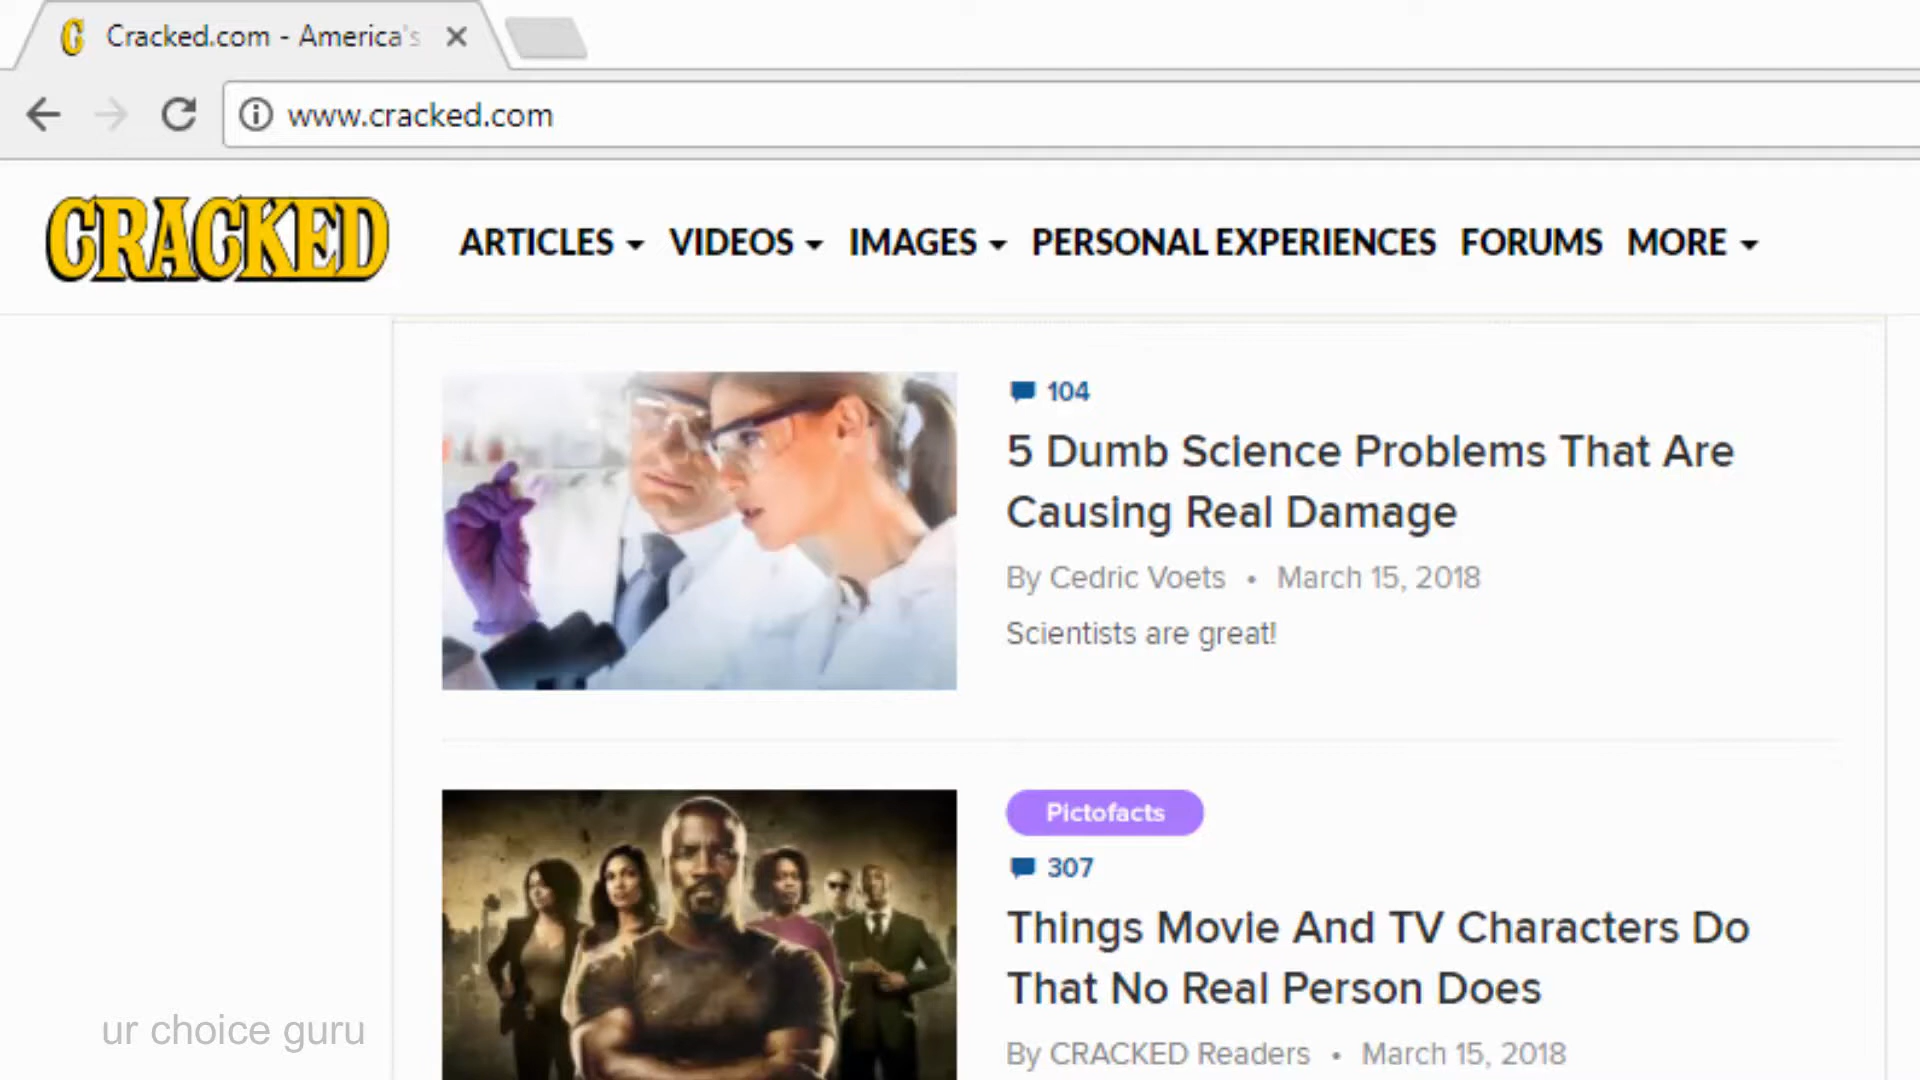 Cracked.com - America's
www.cracked.com
CRACKED
ARTICLES VIDEOS IMAGES PERSONAL EXPERIENCES FORUMS MORE
104
5 Dumb Science Problems That Are
Causing Real Damage
By Cedric Voets • March 15, 2018
Scientists are great!
Pictofacts
307
Things Movie And TV Characters Do
That No Real Person Does
By CRACKED Readers • March 15, 2018
ur choice guru